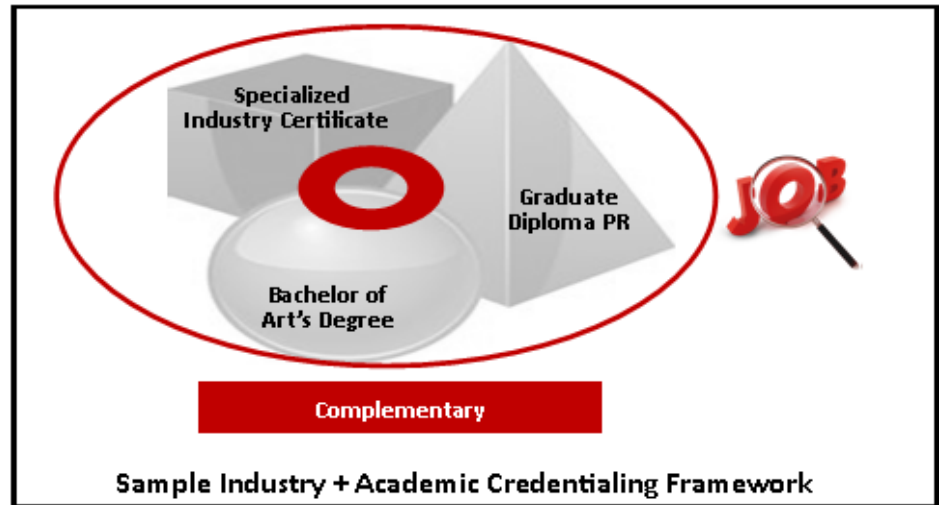 Specialized
Industry Certificate
Graduate
Diploma PR
JOB
Bachelor of
Art's Degree
Complementary
Sample Industry + Academic Credentialing Framework